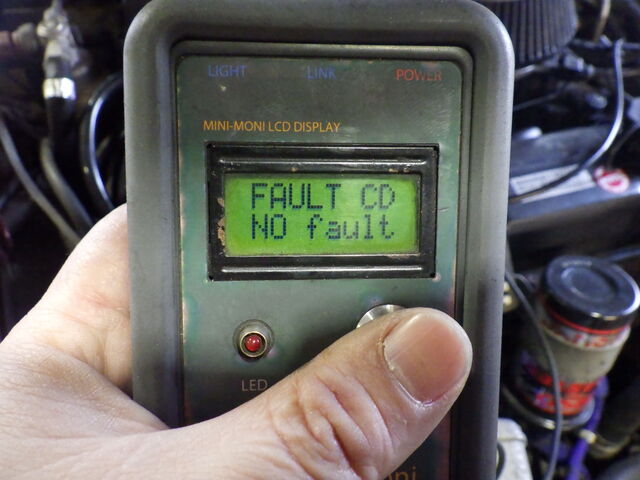 LIGHT LINK POWER
MINI-MONI LCD DISPLAY
FAULT CD
NO fault
LED